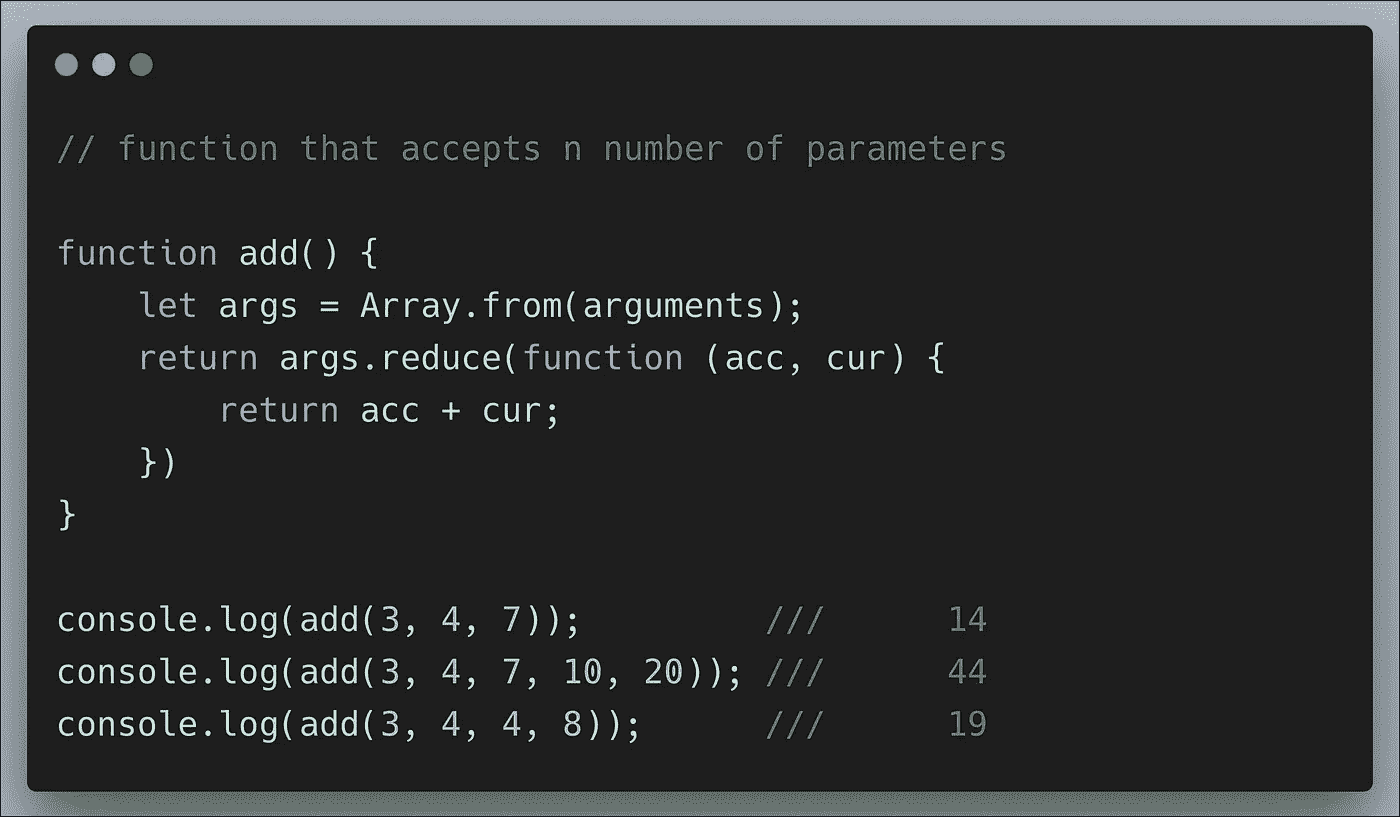 // function that accepts n number of parameters
function add() {
    let args = Array.from(arguments);
    return args.reduce(function (acc, cur) {
        return acc + cur;
    })
}
console.log(add(3, 4, 7));         ///      14
console.log(add(3, 4, 7, 10, 20)); ///      44
console.log(add(3, 4, 4, 8));      ///      19